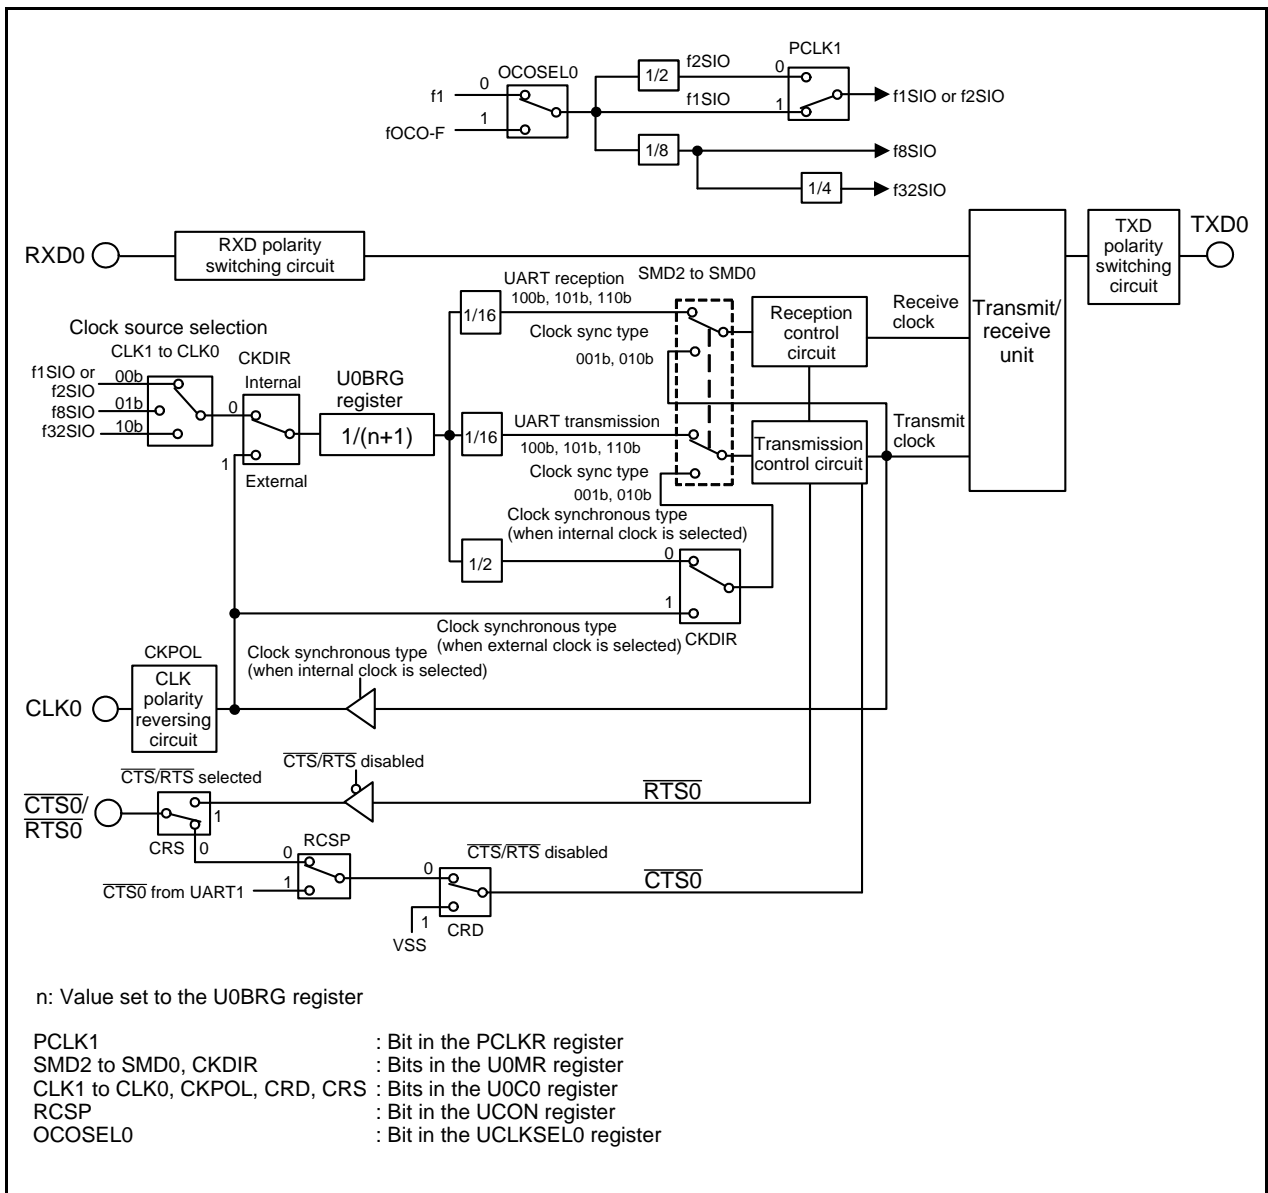 PCLK1
OCOSEL0
f2SIO
0
1/2
f1
0
f1SIO
f1SIO or f2SIO
1
fOCO-F
1
1/8
f8SIO
1/4
f32SIO
RXD0
RXD polarity
switching circuit
TXD
polarity
switching
circuit
TXD0
UART reception
SMD2 to SMD0
100b, 101b, 110b
1/16
Clock sync type
001b, 010b
Reception
control
circuit
Receive
clock
Transmit/
receive
unit
Clock source selection
CLK1 to CLK0
CKDIR
f1SIO or
f2SIO
00b
f8SIO
01b
f32SIO
10b
Internal
0
1
External
U0BRG
register
1/(n+1)
1/16
UART transmission
100b, 101b, 110b
Clock sync type
001b, 010b
Transmission
control circuit
Transmit
clock
Clock synchronous type
(when internal clock is selected)
1/2
0
1
CKDIR
Clock synchronous type
(when external clock is selected)
CKPOL
Clock synchronous type
(when internal clock is selected)
CLK0
CLK
polarity
reversing
circuit
CTS/RTS selected
CTS/RTS disabled
CTS0/
RTS0
1
CRS
0
RTS0
RCSP
0
CTS0 from UART1
1
CTS/RTS disabled
0
CTS0
1
CRD
VSS
n: Value set to the U0BRG register
PCLK1 : Bit in the PCLKR register
SMD2 to SMD0, CKDIR : Bits in the U0MR register
CLK1 to CLK0, CKPOL, CRD, CRS : Bits in the U0C0 register
RCSP : Bit in the UCON register
OCOSEL0 : Bit in the UCLKSEL0 register